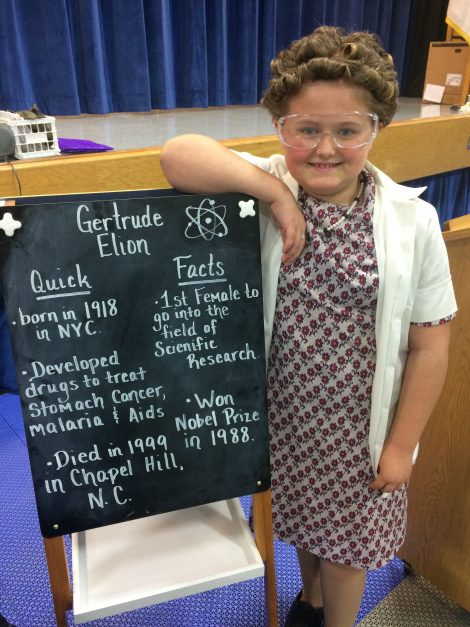 Gertrude
Elion
Quick
Facts
• born in 1918
in NYC.
• Developed
drugs to treat
Stomach Cancer,
malaria & Aids
• Died in 1999
in Chapel Hill,
N.C.
• 1st Female to
go into the
field of
Scientific
Research.
• Won
Nobel Prize
in 1988.